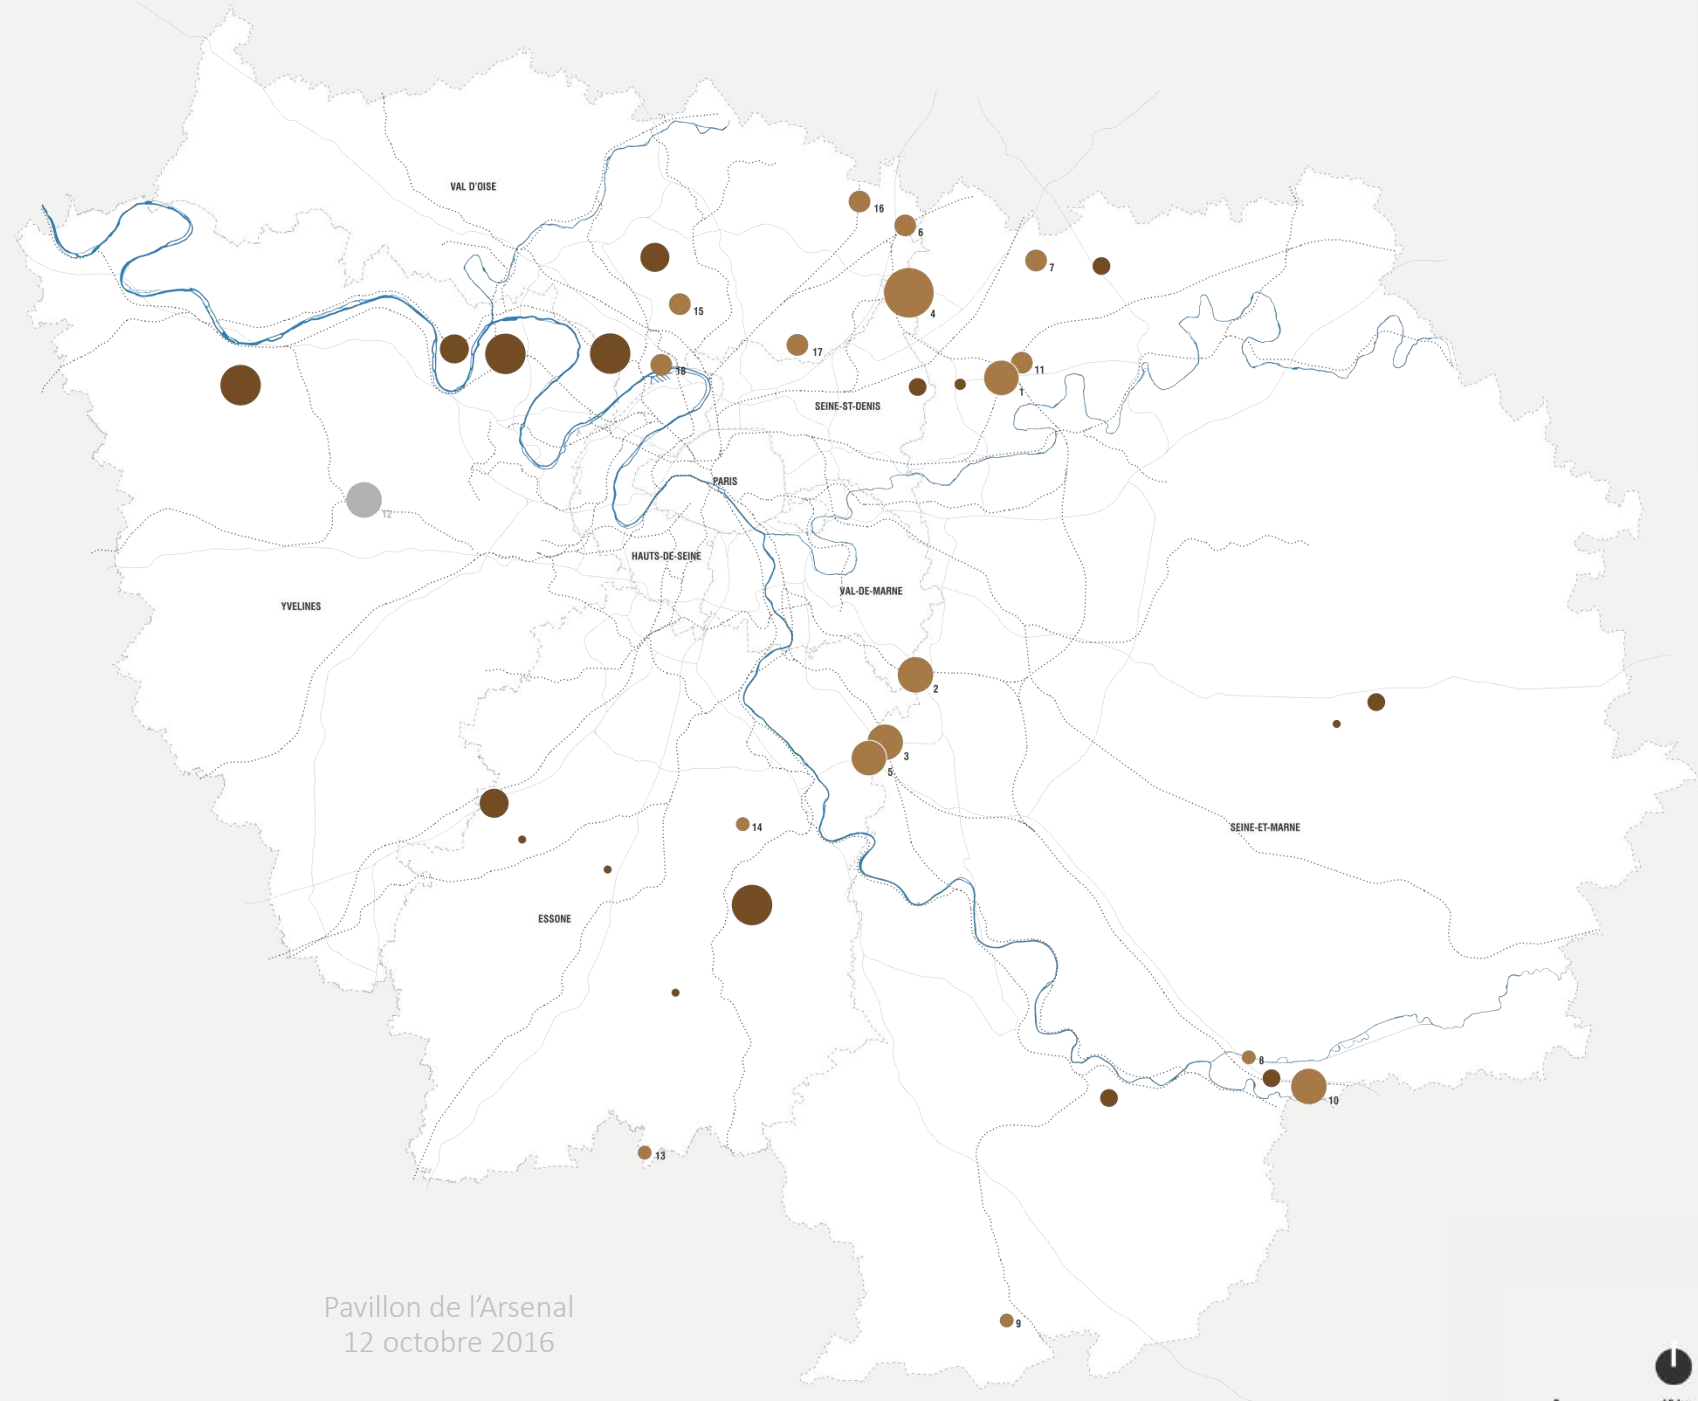 VAL D'OISE
16
6
7
15
4
17
18
11
1
SEINE-ST-DENIS
PARIS
12
HAUTS-DE-SEINE
VAL-DE-MARNE
YVELINES
2
3
5
14
SEINE-ET-MARNE
ESSONE
8
10
13
Pavillon de l'Arsenal
12 octobre 2016
9